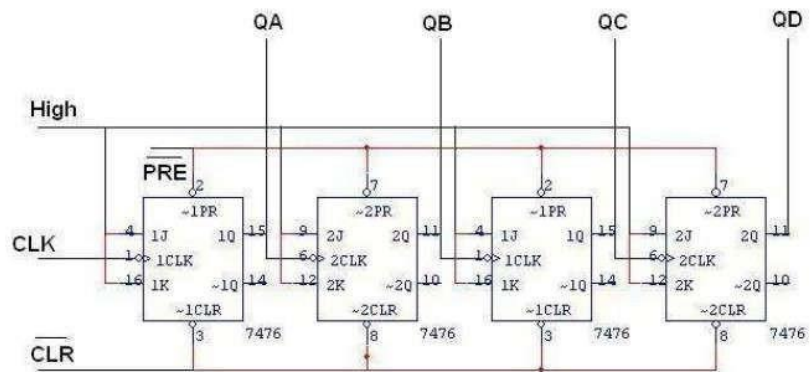 QA QB QC QD
High
PRE
2 7 2 7
~1PR ~2PR ~1PR ~2PR
4 1J 1Q 15 9 2J 2Q 11 4 1J 1Q 15 9 2J 2Q 11
CLK 1 1CLK 6 2CLK 1 1CLK 6 2CLK
16 1K ~1Q 14 12 2K ~2Q 10 16 1K ~1Q 14 12 2K ~2Q 10
~1CLR ~2CLR ~1CLR ~2CLR
3 7476 8 7476 3 7476 8 7476
CLR